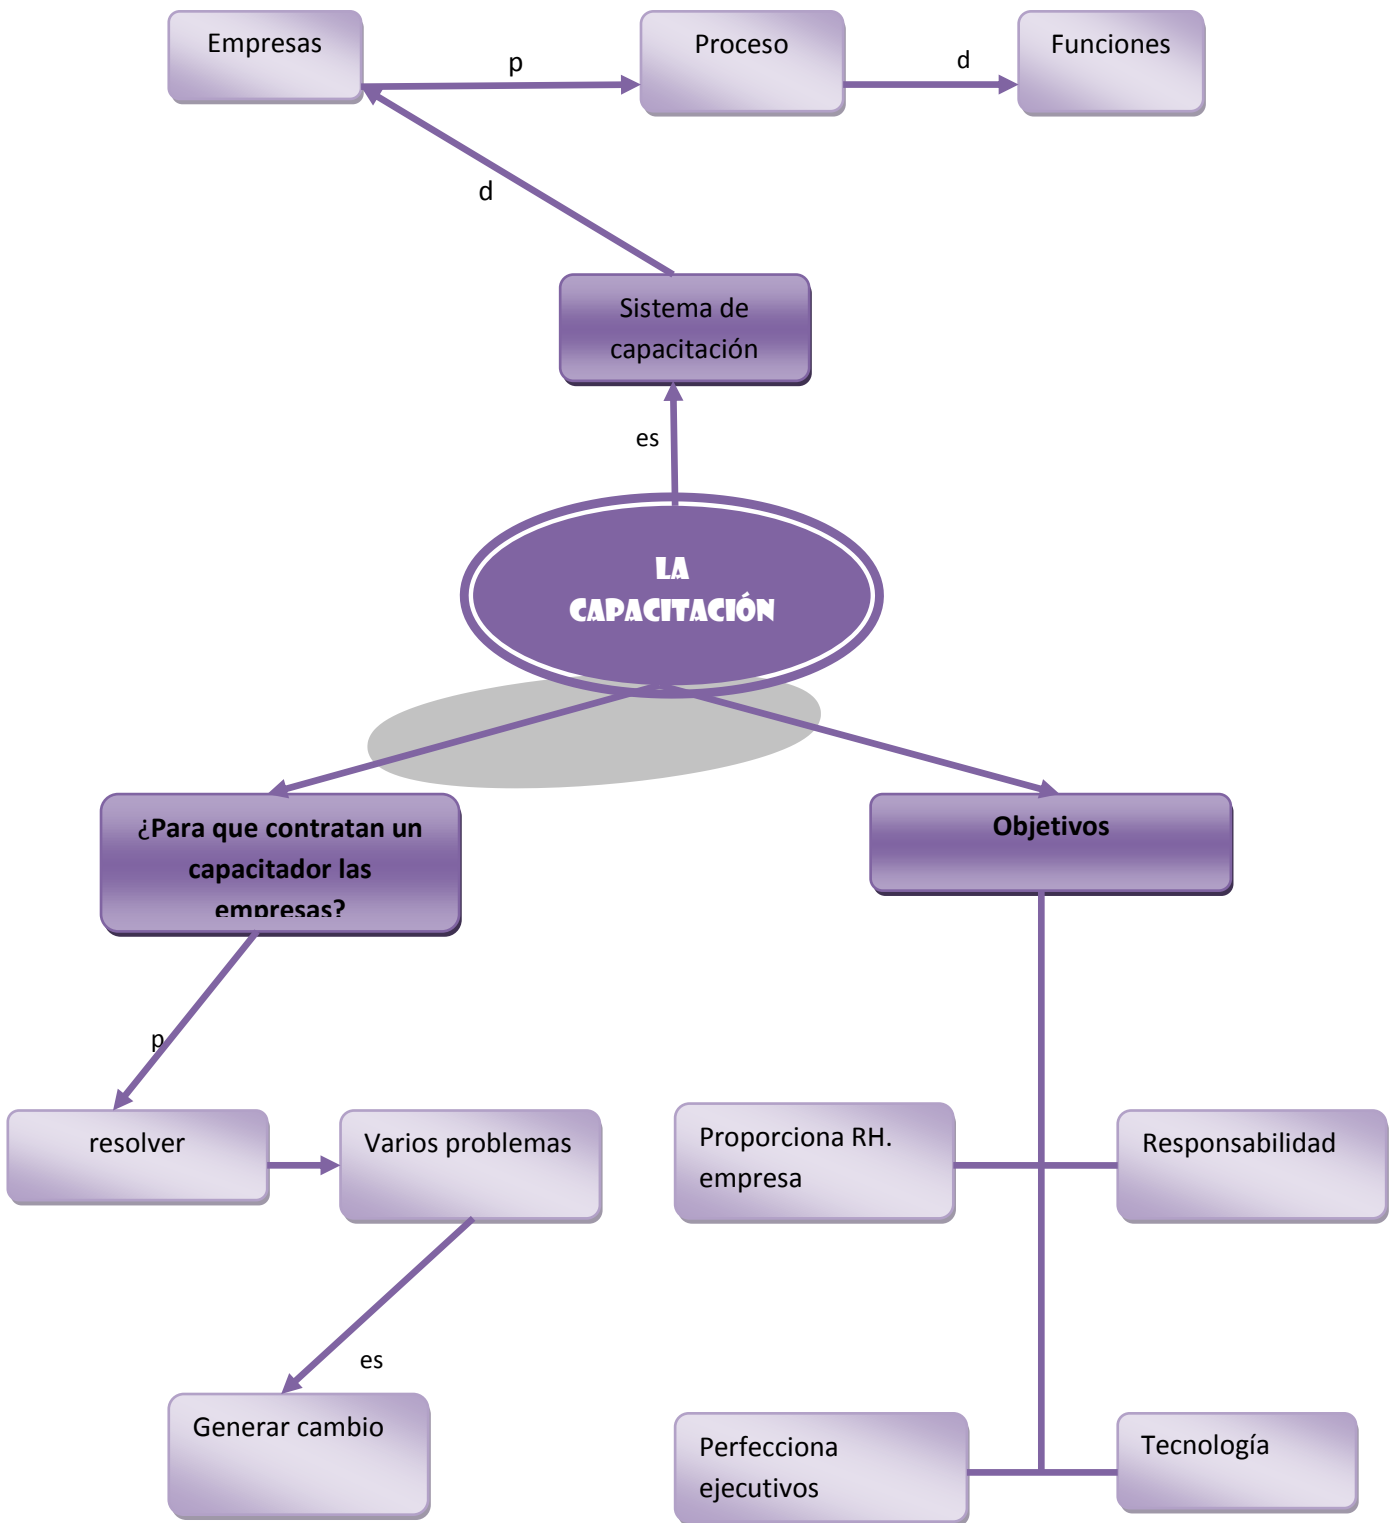 Empresas
p
Proceso
d
Funciones
d
Sistema de
capacitación
es
LA
CAPACITACIÓN
¿Para que contratan un
capacitador las
empresas?
Objetivos
p
resolver
Varios problemas
Proporciona RH.
empresa
Responsabilidad
es
Generar cambio
Perfecciona
ejecutivos
Tecnología